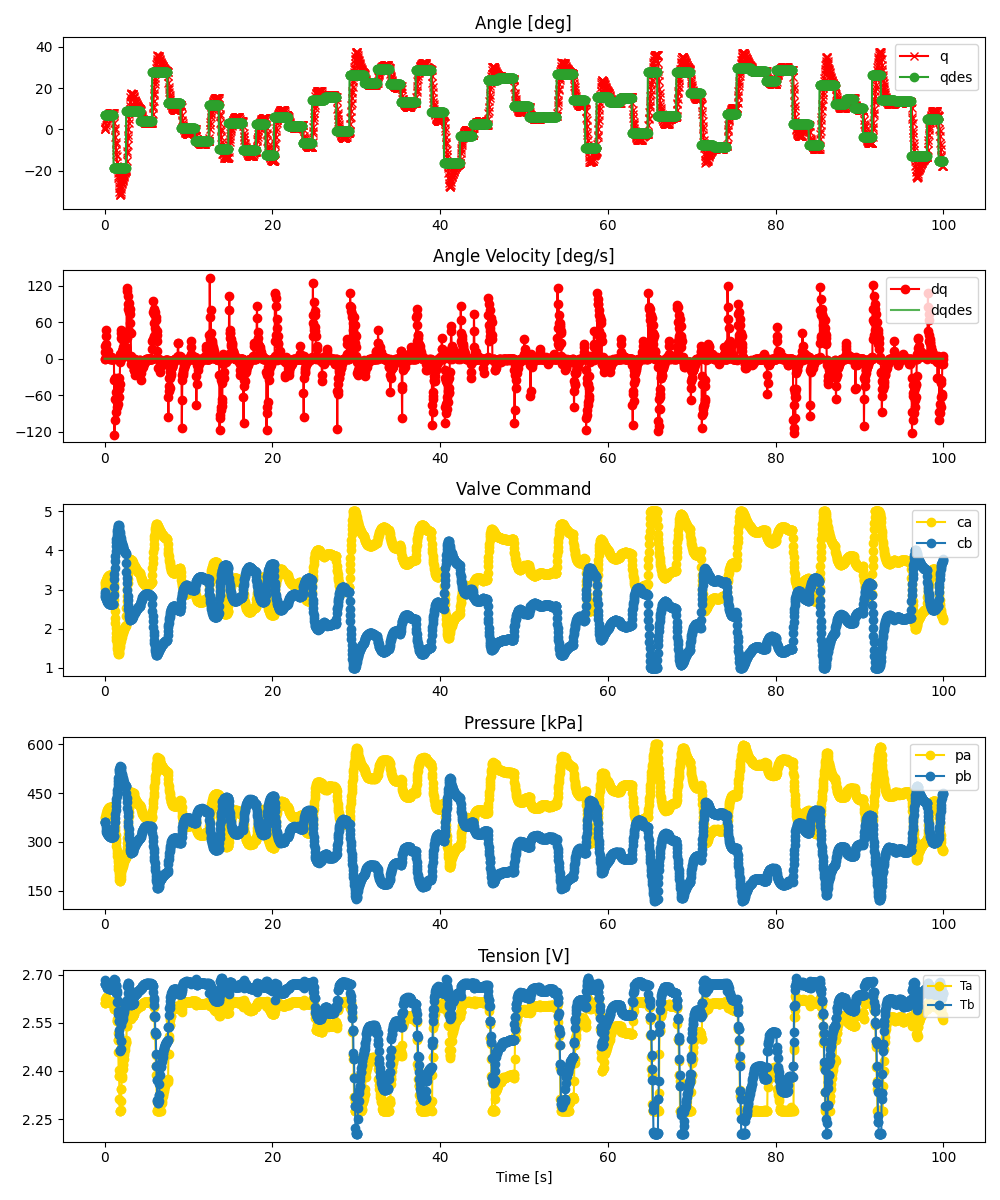 Angle [deg]
40
20
0
−20
q
qdes
0 20 40 60 80 100
Angle Velocity [deg/s]
120
60
0
−60
−120
dq
dqdes
0 20 40 60 80 100
Valve Command
5
4
3
2
1
ca
cb
0 20 40 60 80 100
Pressure [kPa]
600
450
300
150
pa
pb
0 20 40 60 80 100
Tension [V]
2.70
2.55
2.40
2.25
Ta
Tb
0 20 40 60 80 100
Time [s]